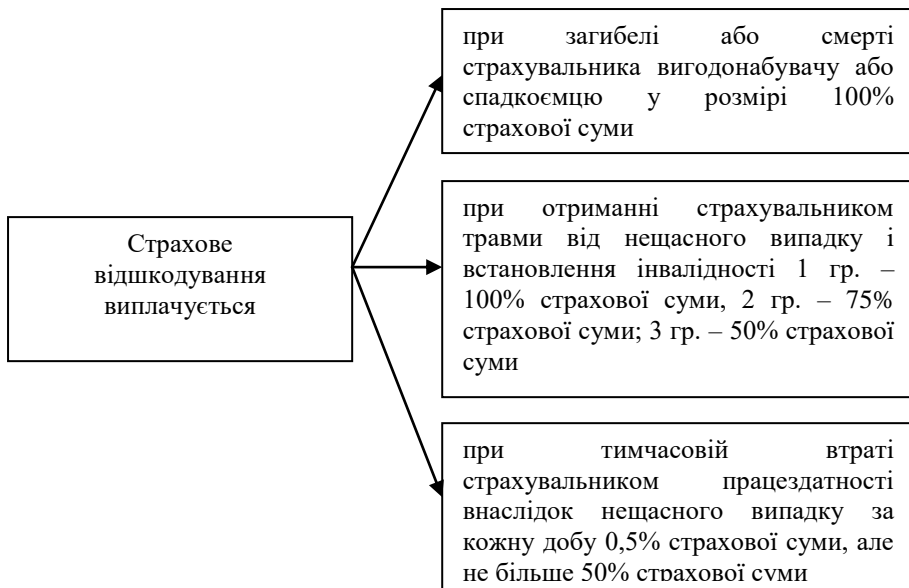 при загибелі або смерті
страхувальника вигодонабувачу або
спадкоємцю у розмірі 100%
страхової суми
Страхове
відшкодування
виплачується
при отриманні страхувальником
травми від нещасного випадку і
встановлення інвалідності 1 гр. –
100% страхової суми, 2 гр. – 75%
страхової суми; 3 гр. – 50% страхової
суми
при тимчасовій втраті
страхувальником працездатності
внаслідок нещасного випадку за
кожну добу 0,5% страхової суми, але
не більше 50% страхової суми